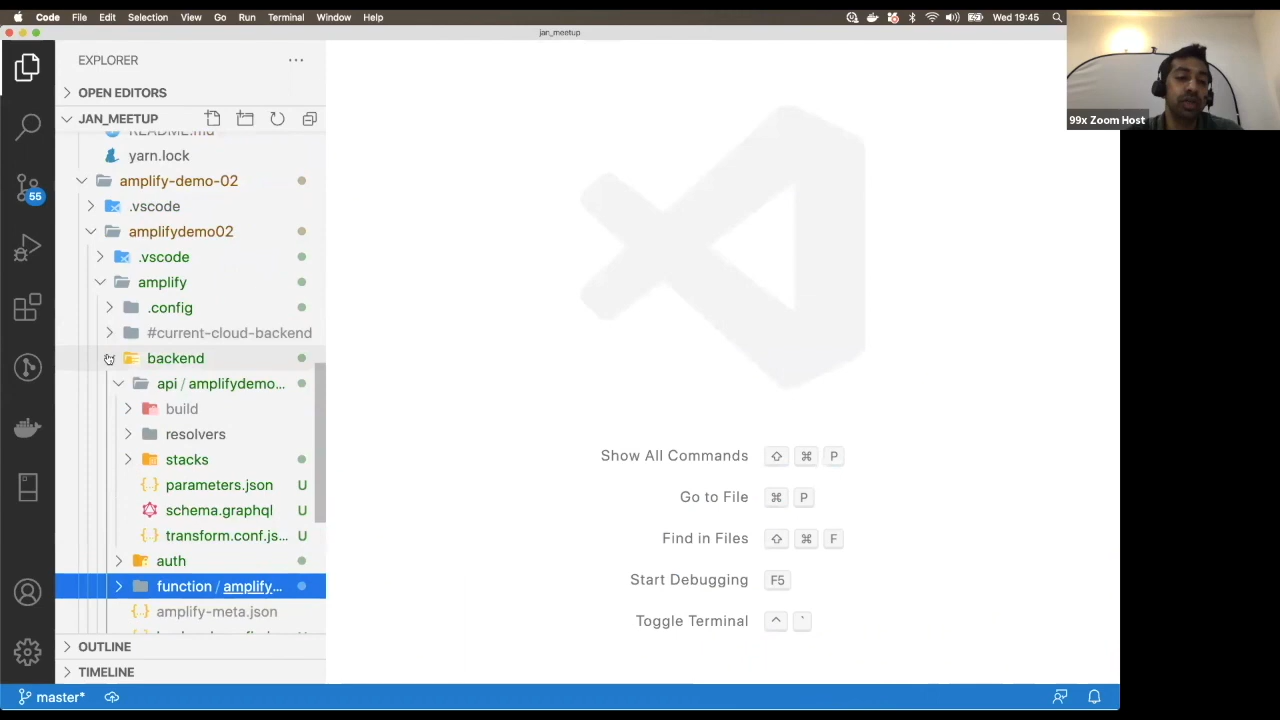 Code File Edit Selection View Go Run Terminal Window Help Wed 19:45
jan_meetup
99x Zoom Host
EXPLORER
OPEN EDITORS
JAN_MEETUP
README.md
yarn.lock
amplify-demo-02
.vscode
55
amplifydemo02
.vscode
amplify
.config
#current-cloud-backend
backend
api / amplifydemo...
build
resolvers
stacks
parameters.json U
schema.graphql U
transform.conf.js... U
auth
function / amplify...
amplify-meta.json
OUTLINE
TIMELINE
Show All Commands ⇧ ⌘ P
Go to File ⌘ P
Find in Files ⇧ ⌘ F
Start Debugging F5
Toggle Terminal ^ `
master*